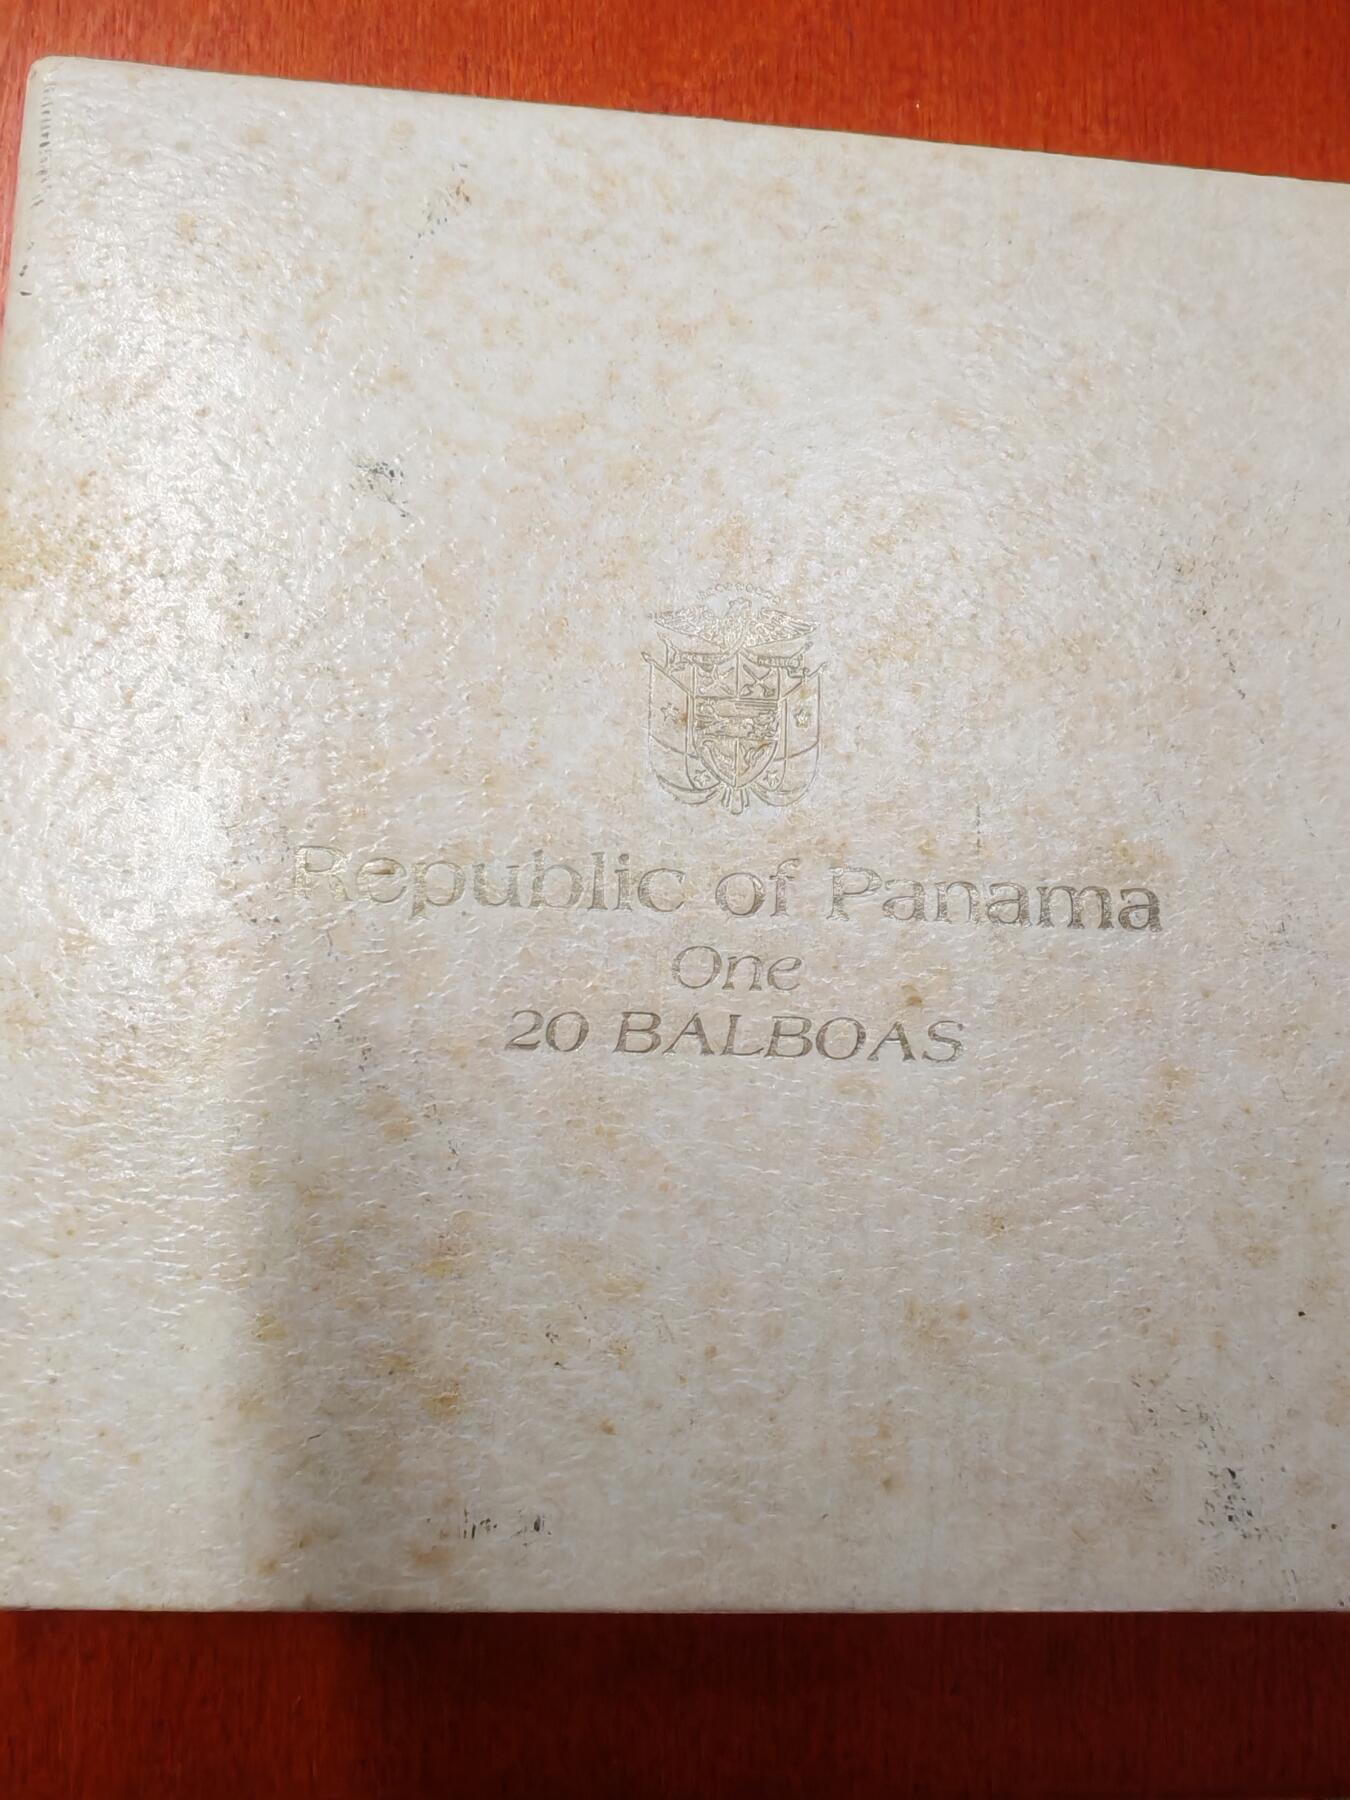 Republic of Panama
One
20 BALBOAS